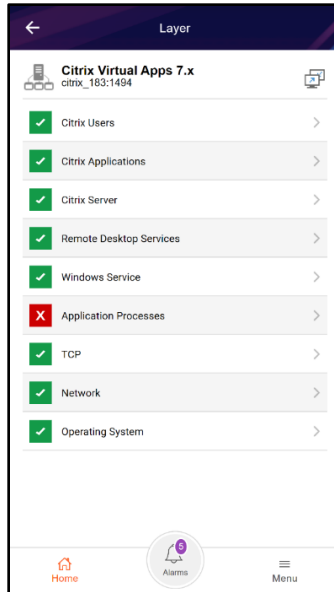 Layer
Citrix Virtual Apps 7.x
citrix_183:1494
Citrix Users
Citrix Applications
Citrix Server
Remote Desktop Services
Windows Service
X Application Processes
TCP
Network
Operating System
5
Home
Alarms
Menu